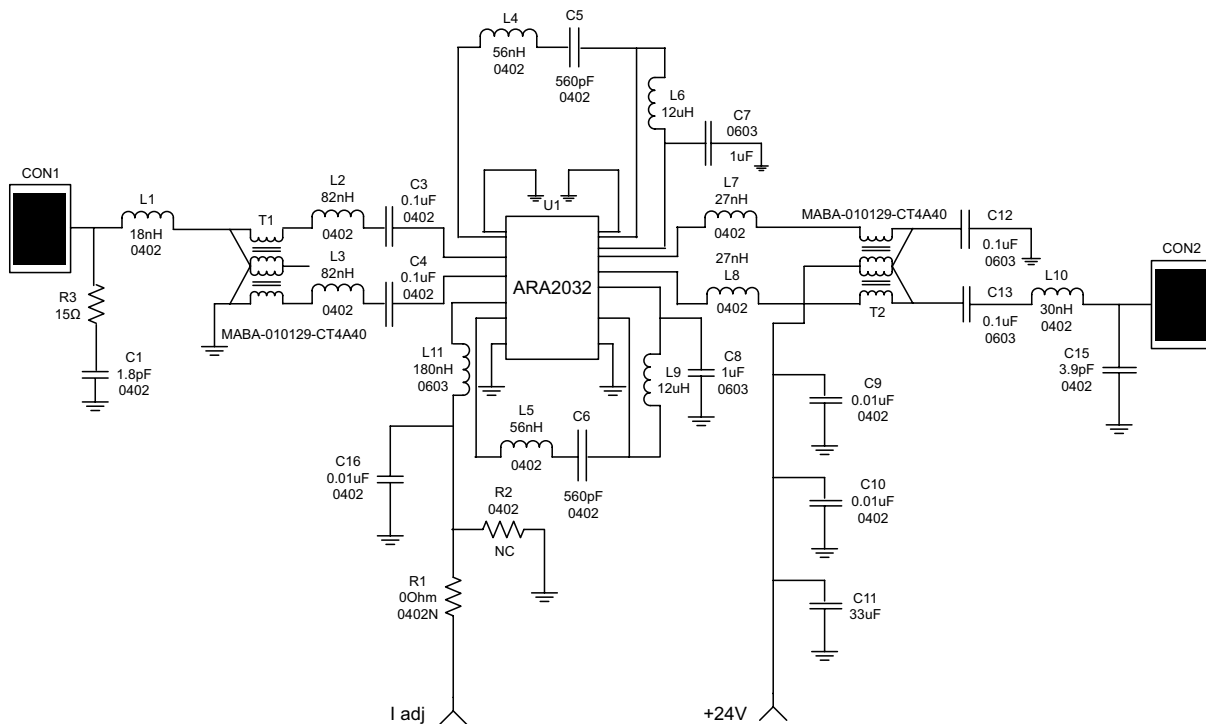 L4
56nH
0402
C5
560pF
0402
L6
12uH
C7
0603
1uF
CON1
L1
18nH
0402
T1
L2
82nH
0402
L3
82nH
0402
C3
0.1uF
0402
C4
0.1uF
0402
U1
ARA2032
L7
27nH
0402
27nH
L8
0402
MABA-010129-CT4A40
T2
C12
0.1uF
0603
C13
0.1uF
0603
L10
30nH
0402
CON2
R3
15Ω
C1
1.8pF
0402
MABA-010129-CT4A40
L11
180nH
0603
L9
12uH
C8
1uF
0603
C15
3.9pF
0402
L5
56nH
0402
C6
560pF
0402
C9
0.01uF
0402
C16
0.01uF
0402
R2
0402
NC
C10
0.01uF
0402
R1
0Ohm
0402N
C11
33uF
I adj
+24V